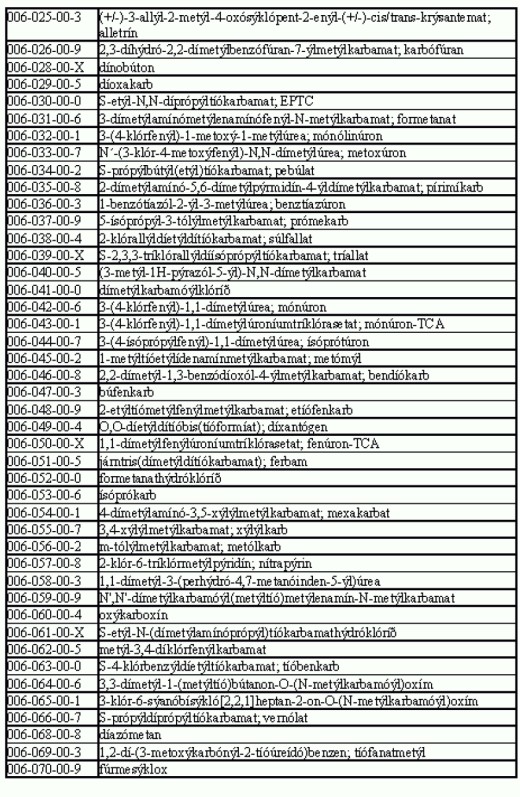 006-025-00-3 (+/-)-3-allýl-2-metýl-4-oxósýklópent-2-enýl-(+/-)-cis/trans-krýsantemat;
alletrín
006-026-00-9 2,3-díhýdró-2,2-dímetýlbenzófúran-7-ýlmetýlkarbamat; karbófúran
006-028-00-X dínobúton
006-029-00-5 díoxakarb
006-030-00-0 S-etýl-N,N-díprópýltíókarbamat; EPTC
006-031-00-6 3-dímetýlamínómetýlenamínófenýl-N-metýlkarbamat; formetanat
006-032-00-1 3-(4-klórfenýl)-1-metoxý-1-metýlúrea; mónólínúron
006-033-00-7 N´-(3-klór-4-metoxýfenýl)-N,N-dímetýlúrea; metoxúron
006-034-00-2 S-própýlbútýl(etýl)tíókarbamat; pebúlat
006-035-00-8 2-dímetýlamínó-5,6-dímetýlpýrmidín-4-ýldímetýlkarbamat; pírimíkarb
006-036-00-3 1-benzótíazól-2-ýl-3-metýlúrea; benztíazúron
006-037-00-9 5-ísóprópýl-3-tólýlmetýlkarbamat; prómekarb
006-038-00-4 2-klórallýldíetýldítíókarbamat; súlfallat
006-039-00-X S-2,3,3-tríklórallýldíísóprópýltíókarbamat; tríallat
006-040-00-5 (3-metýl-1H-pýrazól-5-ýl)-N,N-dímetýlkarbamat
006-041-00-0 dímetýlkarbamóýlklóríð
006-042-00-6 3-(4-klórfenýl)-1,1-dímetýlúrea; mónúron
006-043-00-1 3-(4-klórfenýl)-1,1-dímetýlúroníumtríklórasetat; mónúron-TCA
006-044-00-7 3-(4-ísóprópýlfenýl)-1,1-dímetýlúrea; ísóprótúron
006-045-00-2 1-metýltíóetýlídenamínmetýlkarbamat; metómýl
006-046-00-8 2,2-dímetýl-1,3-benzódíoxól-4-ýlmetýlkarbamat; bendíókarb
006-047-00-3 búfenkarb
006-048-00-9 2-etýltíómetýlfenýlmetýlkarbamat; etíófenkarb
006-049-00-4 O,O-díetýldítíóbis(tíóformíat); díxantógen
006-050-00-X 1,1-dímetýlfenýlúroníumtríklórasetat; fenúron-TCA
006-051-00-5 járntris(dímetýldítíókarbamat); ferbam
006-052-00-0 formetanathýdróklóríð
006-053-00-6 ísóprókarb
006-054-00-1 4-dímetýlamínó-3,5-xýlýlmetýlkarbamat; mexakarbat
006-055-00-7 3,4-xýlýlmetýlkarbamat; xýlýlkarb
006-056-00-2 m-tólýlmetýlkarbamat; metólkarb
006-057-00-8 2-klór-6-tríklórmetýlpýridín; nítrapýrin
006-058-00-3 1,1-dímetýl-3-(perhýdró-4,7-metanóinden-5-ýl)úrea
006-059-00-9 N',N'-dímetýlkarbamóýl(metýltíó)metýlenamín-N-metýlkarbamat
006-060-00-4 oxýkarboxín
006-061-00-X S-etýl-N-(dímetýlamínóprópýl)tíókarbamathýdróklóríð
006-062-00-5 metýl-3,4-díklórfenýlkarbamat
006-063-00-0 S-4-klórbenzýldíetýltíókarbamat; tíóbenkarb
006-064-00-6 3,3-dímetýl-1-(metýltíó)bútanon-O-(N-metýlkarbamóýl)oxím
006-065-00-1 3-klór-6-sýanóbísýkló[2,2,1]heptan-2-on-O-(N-metýlkarbamóýl)oxím
006-066-00-7 S-própýldíprópýltíókarbamat; vernólat
006-068-00-8 díazómetan
006-069-00-3 1,2-dí-(3-metoxýkarbónýl-2-tíóúreídó)benzen; tíófanatmetýl
006-070-00-9 fúrmesýklox